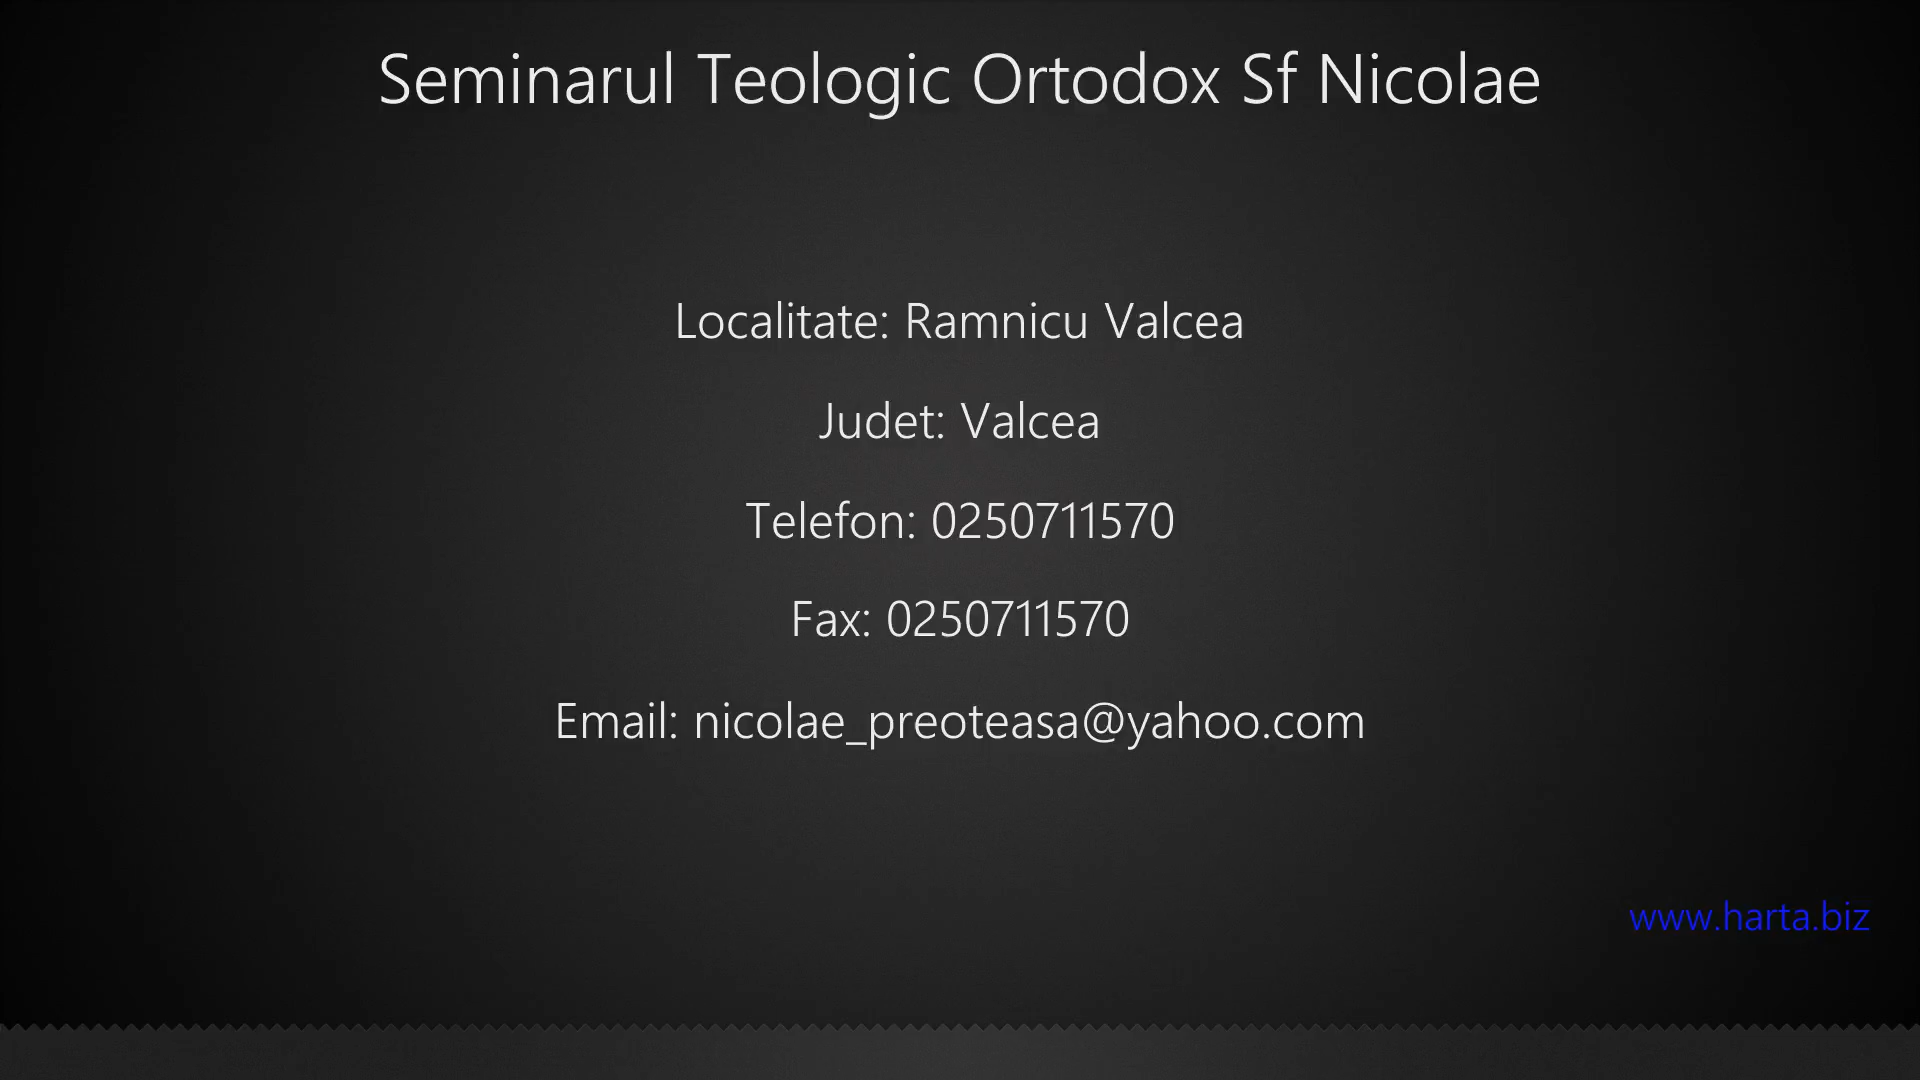 Seminarul Teologic Ortodox Sf Nicolae
Localitate: Ramnicu Valcea
Judet: Valcea
Telefon: 0250711570
Fax: 0250711570
Email: nicolae_preoteasa@yahoo.com
www.harta.biz